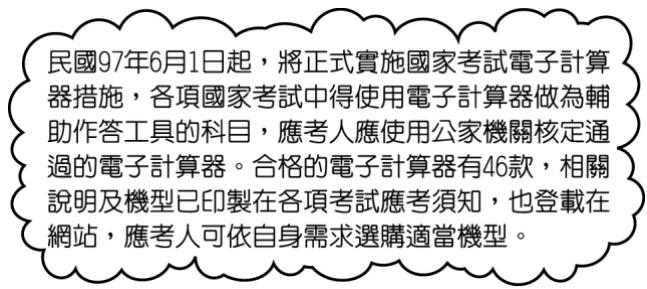 民國97年6月1日起，將正式實施國家考試電子計算
器措施，各項國家考試中得使用電子計算器做為輔
助作答工具的科目，應考人應使用公家機關核定通
過的電子計算器。合格的電子計算器有46款，相關
說明及機型已印製在各項考試應考須知，也登載在
網站，應考人可依自身需求選購適當機型。